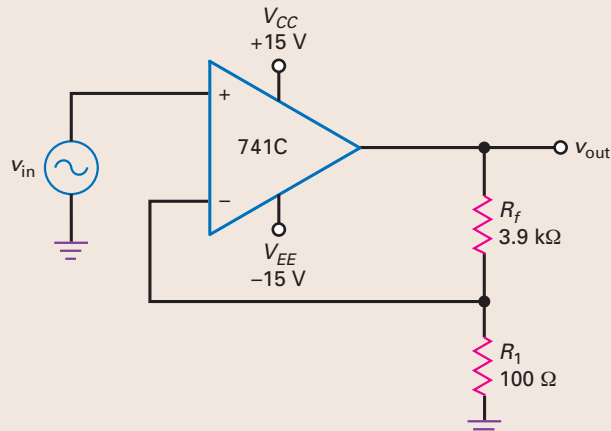 V_CC
+15 V
+
741C
v_in
v_out
−
R_f
3.9 kΩ
V_EE
−15 V
R_1
100 Ω